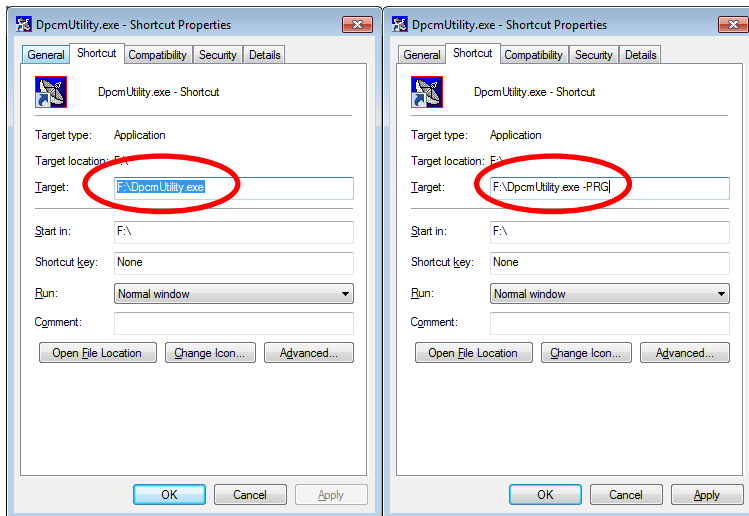 DpcmUtility.exe - Shortcut Properties
General Shortcut Compatibility Security Details
DpcmUtility.exe - Shortcut
Target type: Application
Target location: F:\
Target: F:\DpcmUtility.exe
Start in: F:\
Shortcut key: None
Run: Normal window
Comment:
Open File Location Change Icon... Advanced...
OK Cancel Apply
DpcmUtility.exe - Shortcut Properties
General Shortcut Compatibility Security Details
DpcmUtility.exe - Shortcut
Target type: Application
Target location: F:\
Target: F:\DpcmUtility.exe -PRG
Start in: F:\
Shortcut key: None
Run: Normal window
Comment:
Open File Location Change Icon... Advanced...
OK Cancel Apply